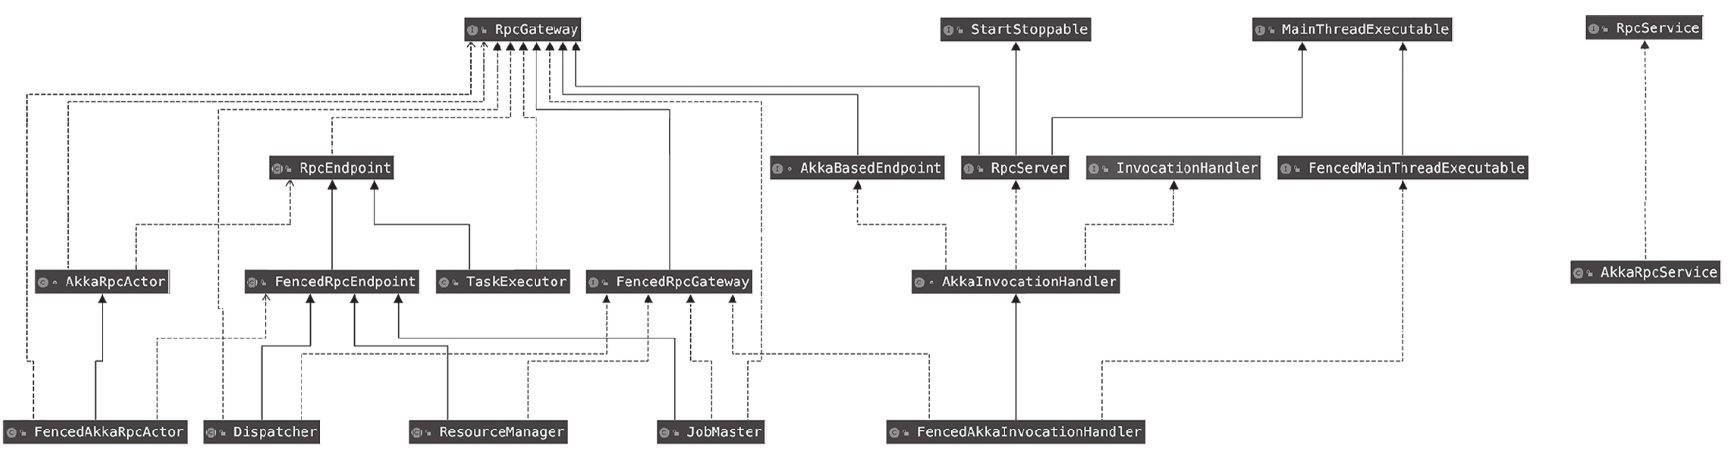 RpcGateway
StartStoppable
MainThreadExecutable
RpcService
RpcEndpoint
AkkaBasedEndpoint
RpcServer
InvocationHandler
FencedMainThreadExecutable
AkkaRpcActor
FencedRpcEndpoint
TaskExecutor
FencedRpcGateway
AkkaInvocationHandler
AkkaRpcService
FencedAkkaRpcActor
Dispatcher
ResourceManager
JobMaster
FencedAkkaInvocationHandler